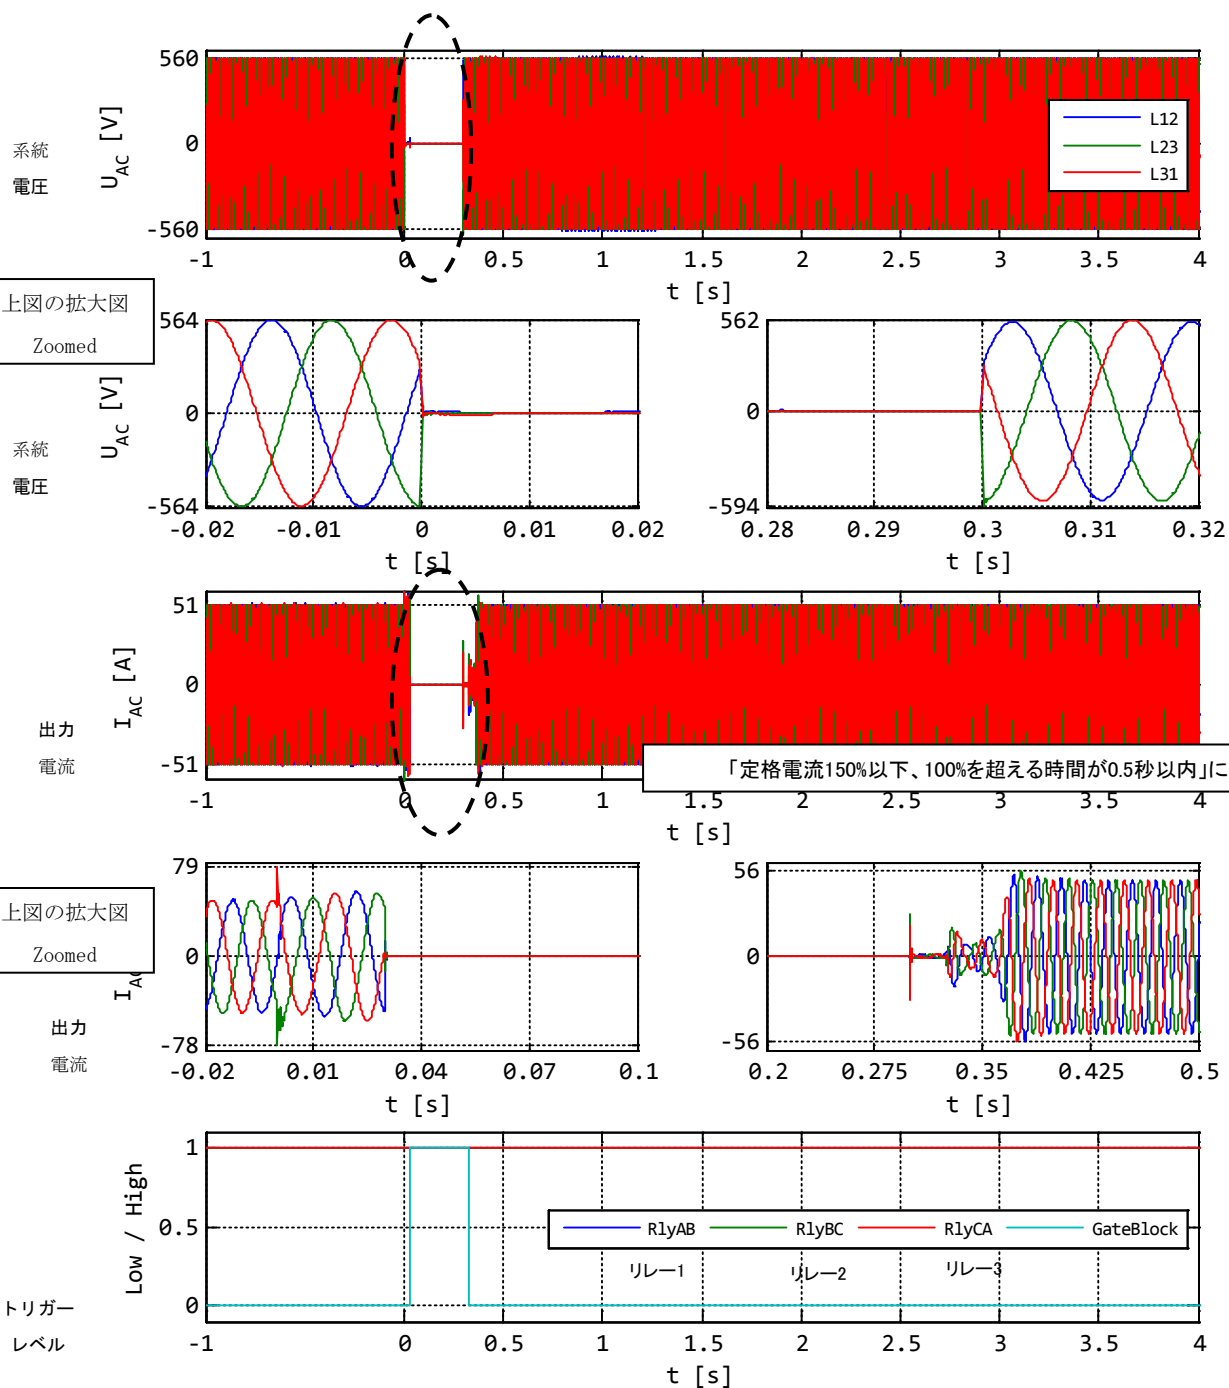 560
0
-560
U_AC [V]
系統
電圧
L12
L23
L31
-1 0 0.5 1 1.5 2 2.5 3 3.5 4
t [s]
上図の拡大図
Zoomed
564
0
-564
U_AC [V]
系統
電圧
-0.02 -0.01 0 0.01 0.02
t [s]
562
0
-594
0.28 0.29 0.3 0.31 0.32
t [s]
51
0
-51
I_AC [A]
出力
電流
「定格電流150%以下、100%を超える時間が0.5秒以内」に
-1 0 0.5 1 1.5 2 2.5 3 3.5 4
t [s]
上図の拡大図
Zoomed
79
0
-78
I_AC
出力
電流
-0.02 0.01 0.04 0.07 0.1
t [s]
56
0
-56
0.2 0.275 0.35 0.425 0.5
t [s]
1
0.5
0
Low / High
RlyAB RlyBC RlyCA GateBlock
リレー1 リレー2 リレー3
トリガー
レベル
-1 0 0.5 1 1.5 2 2.5 3 3.5 4
t [s]